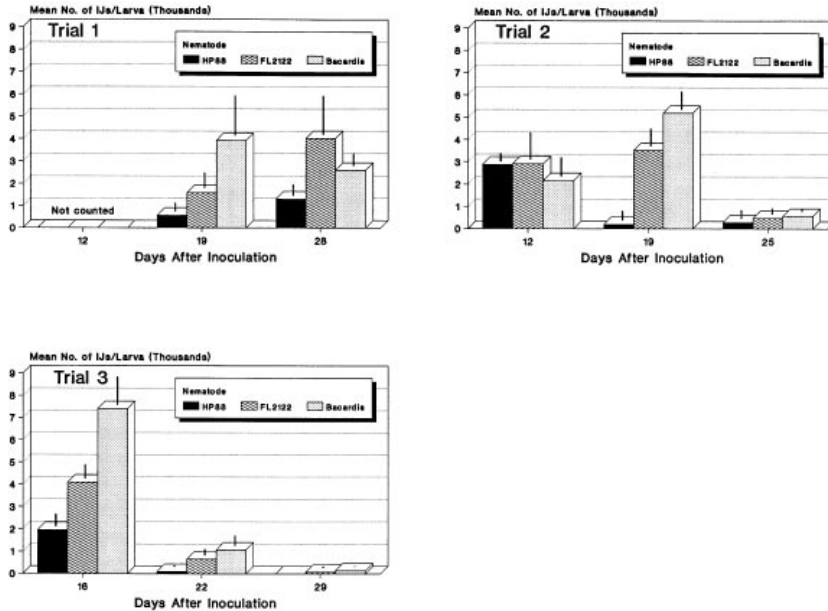 Mean No. of IJs/Larva (Thousands)
Trial 1
Nematode
HP88 FL2122 Bacardis
9
8
7
6
5
4
3
2
1
0
Not counted
12 19 28
Days After Inoculation
Mean No. of IJs/Larva (Thousands)
Trial 2
Nematode
HP88 FL2122 Bacardis
9
8
7
6
5
4
3
2
1
0
12 19 25
Days After Inoculation
Mean No. of IJs/Larva (Thousands)
Trial 3
Nematode
HP88 FL2122 Bacardis
9
8
7
6
5
4
3
2
1
0
16 22 29
Days After Inoculation